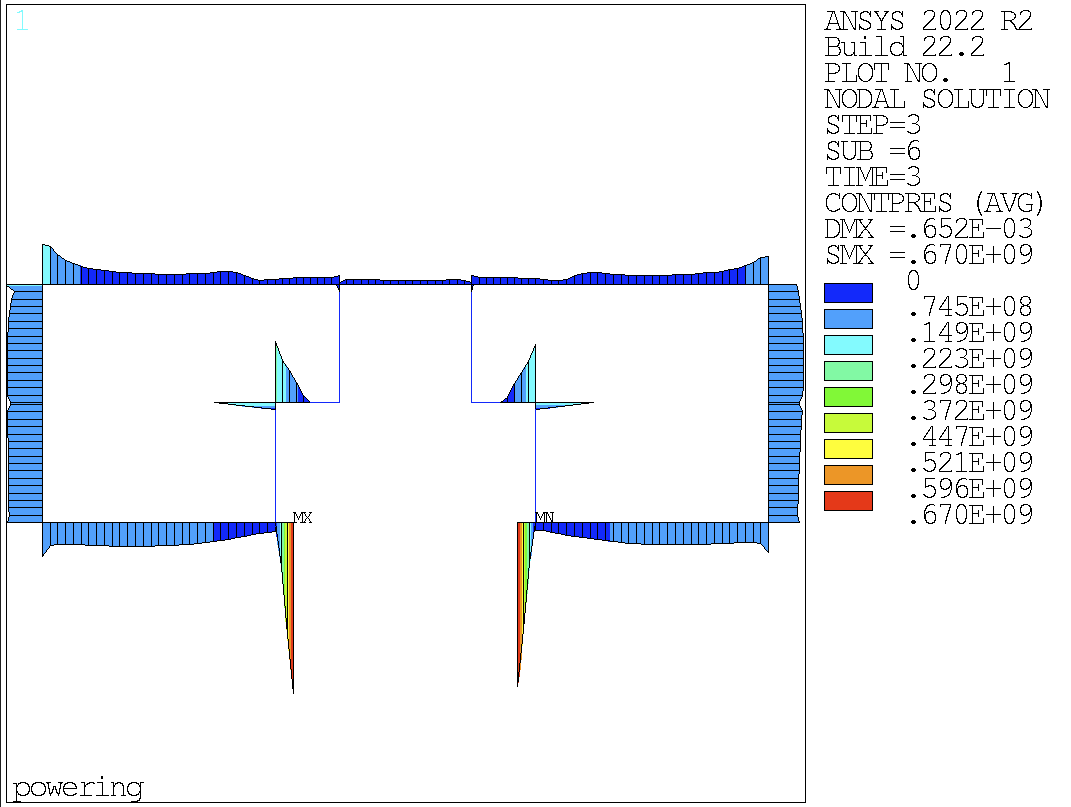 1
ANSYS 2022 R2
Build 22.2
PLOT NO. 1
NODAL SOLUTION
STEP=3
SUB =6
TIME=3
CONTPRES (AVG)
DMX =.652E-03
SMX =.670E+09
0
.745E+08
.149E+09
.223E+09
.298E+09
.372E+09
.447E+09
.521E+09
.596E+09
.670E+09
MX
MN
powering